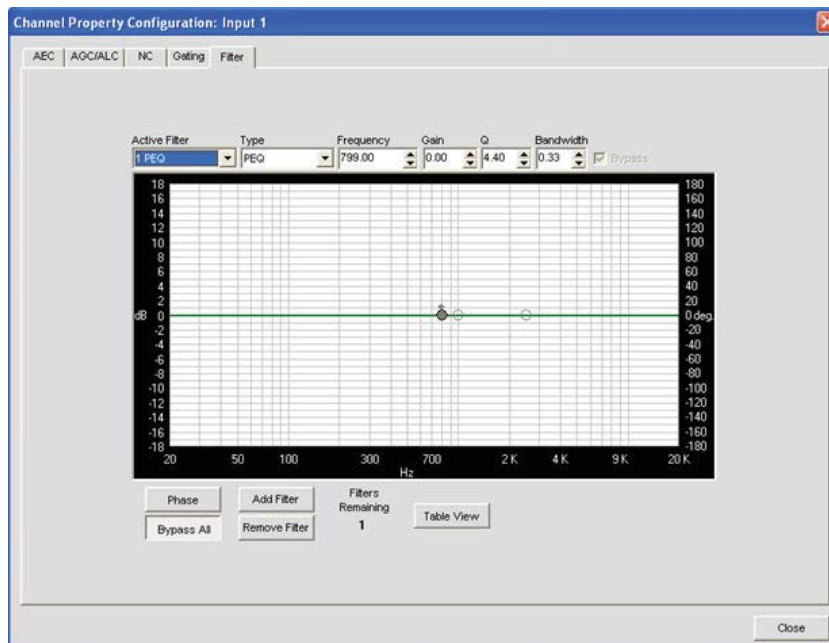 Channel Property Configuration: Input 1
AEC AGC/ALC NC Gating Filter
Active Filter Type Frequency Gain Q Bandwidth
1 PEQ PEQ 799.00 0.00 4.40 0.33 Bypass
18 180
16 160
14 140
12 120
10 100
8 80
6 60
4 40
2 20
dB 0 0 deg.
-2 -20
-4 -40
-6 -60
-8 -80
-10 -100
-12 -120
-14 -140
-16 -160
-18 -180
20 50 100 300 700 2 K 4 K 9 K 20 K
Hz
Phase Add Filter Filters
Remaining
Bypass All Remove Filter 1 Table View
Close